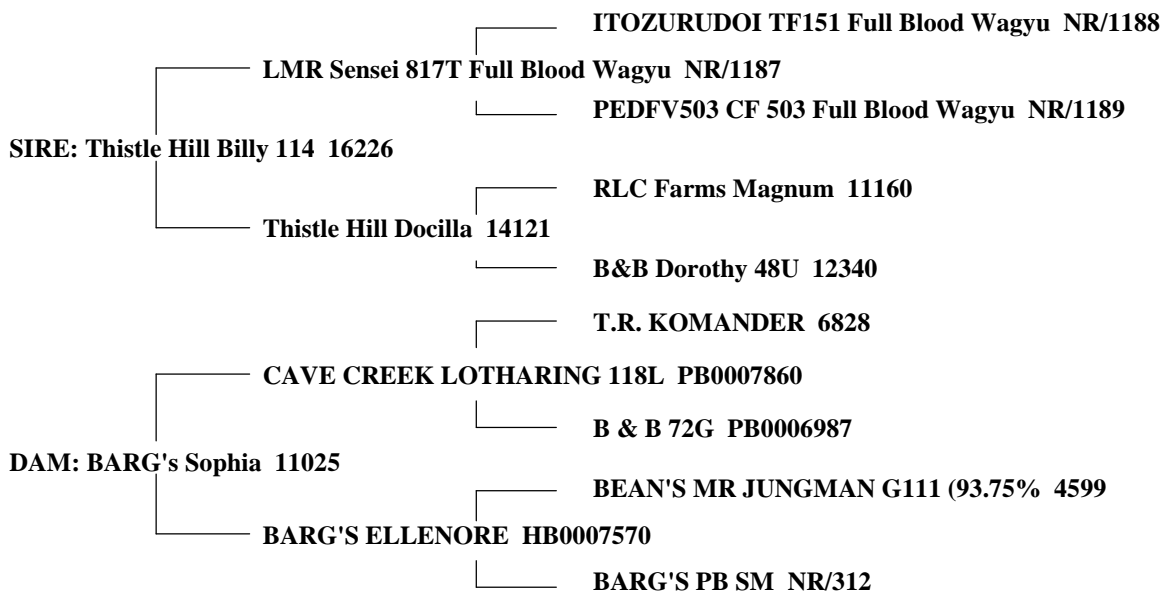 ITOZURUDOI TF151 Full Blood Wagyu NR/1188
LMR Sensei 817T Full Blood Wagyu NR/1187
PEDFV503 CF 503 Full Blood Wagyu NR/1189
SIRE: Thistle Hill Billy 114 16226
RLC Farms Magnum 11160
Thistle Hill Docilla 14121
B&B Dorothy 48U 12340
T.R. KOMANDER 6828
CAVE CREEK LOTHARING 118L PB0007860
B & B 72G PB0006987
DAM: BARG's Sophia 11025
BEAN'S MR JUNGMAN G111 (93.75% 4599
BARG'S ELLENORE HB0007570
BARG'S PB SM NR/312